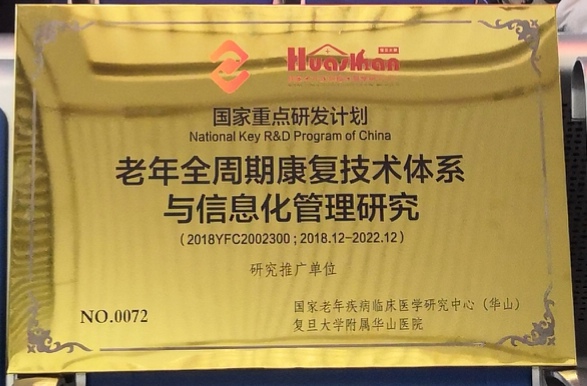 Huashan
国家重点研发计划
National Key R&D Program of China
老年全周期康复技术体系
与信息化管理研究
(2018YFC2002300;2018.12-2022.12)
研究推广单位
NO.0072
国家老年疾病临床医学研究中心(华山)
复旦大学附属华山医院